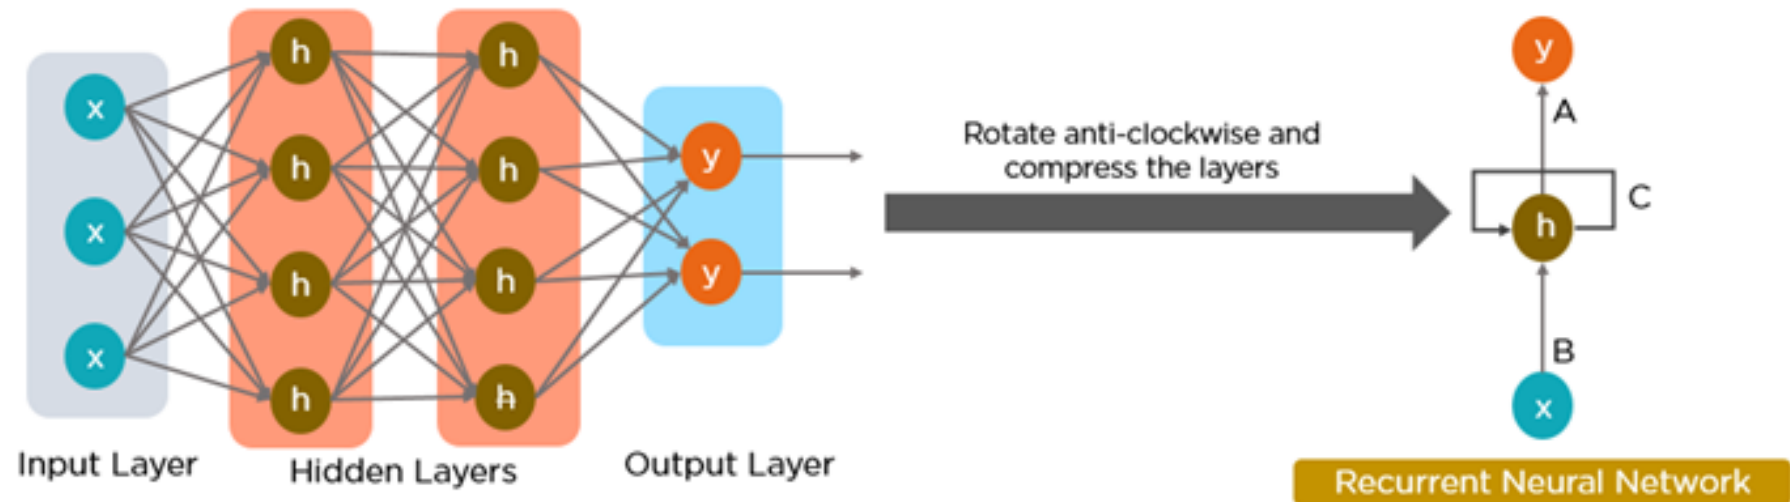 x
x
x
h
h
h
h
h
h
h
h
y
y
Input Layer
Hidden Layers
Output Layer
Rotate anti-clockwise and
compress the layers
y
A
h
C
B
x
Recurrent Neural Network